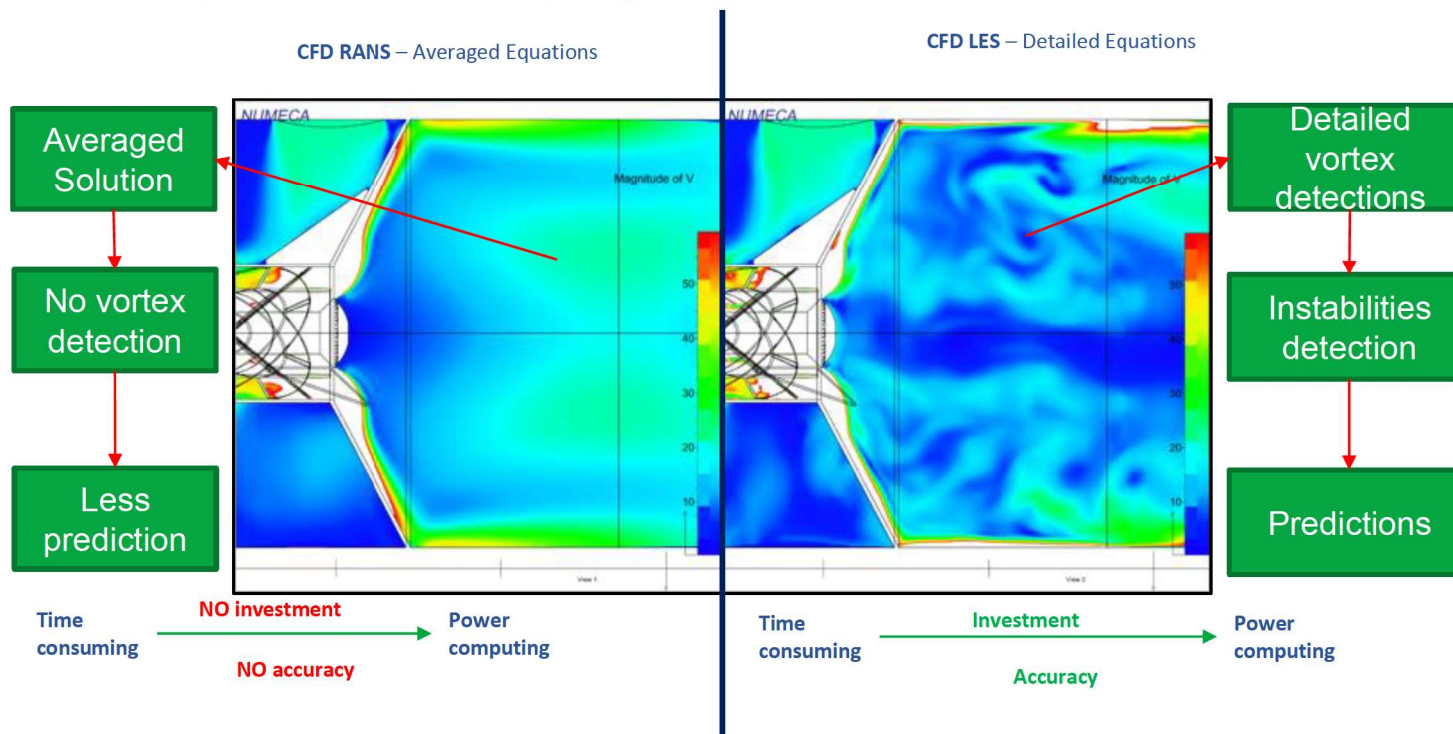 CFD RANS – Averaged Equations
NUMECA
Magnitude of V
50
40
30
20
10
View 1
Averaged
Solution
No vortex
detection
Less
prediction
Time
consuming
NO investment
NO accuracy
Power
computing
CFD LES – Detailed Equations
NUMECA
Magnitude of V
50
40
30
20
10
View 2
Detailed
vortex
detections
Instabilities
detection
Predictions
Time
consuming
Investment
Accuracy
Power
computing